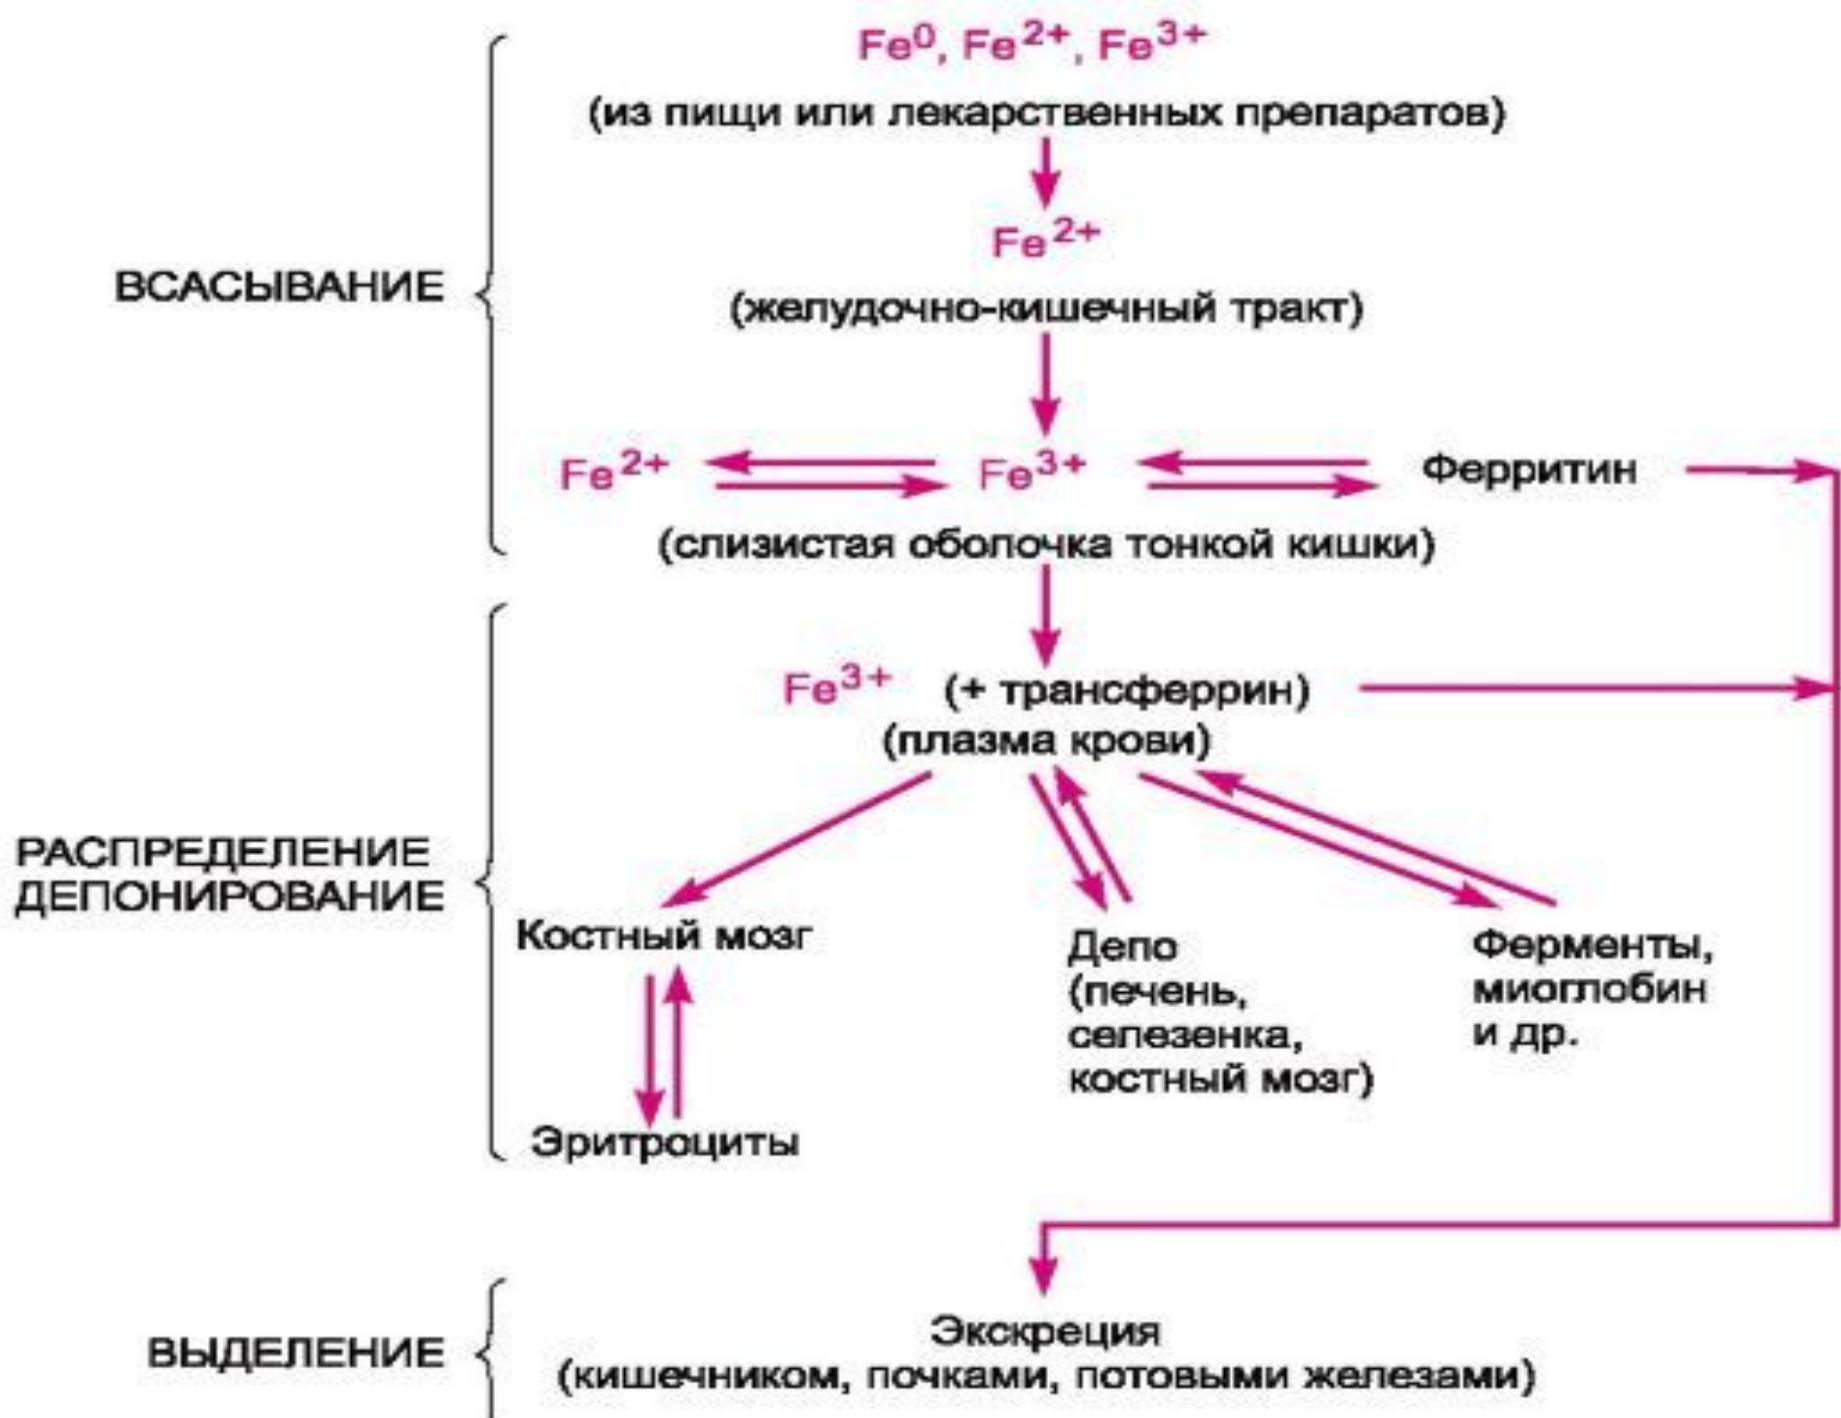 Fe⁰, Fe²⁺, Fe³⁺
(из пищи или лекарственных препаратов)
Fe²⁺
ВСАСЫВАНИЕ
(желудочно-кишечный тракт)
Fe²⁺ Fe³⁺ Ферритин
(слизистая оболочка тонкой кишки)
Fe³⁺ (+ трансферрин)
(плазма крови)
РАСПРЕДЕЛЕНИЕ
ДЕПОНИРОВАНИЕ
Костный мозг
Эритроциты
Депо
(печень,
селезенка,
костный мозг)
Ферменты,
миоглобин
и др.
ВЫДЕЛЕНИЕ
Экскреция
(кишечником, почками, потовыми железами)